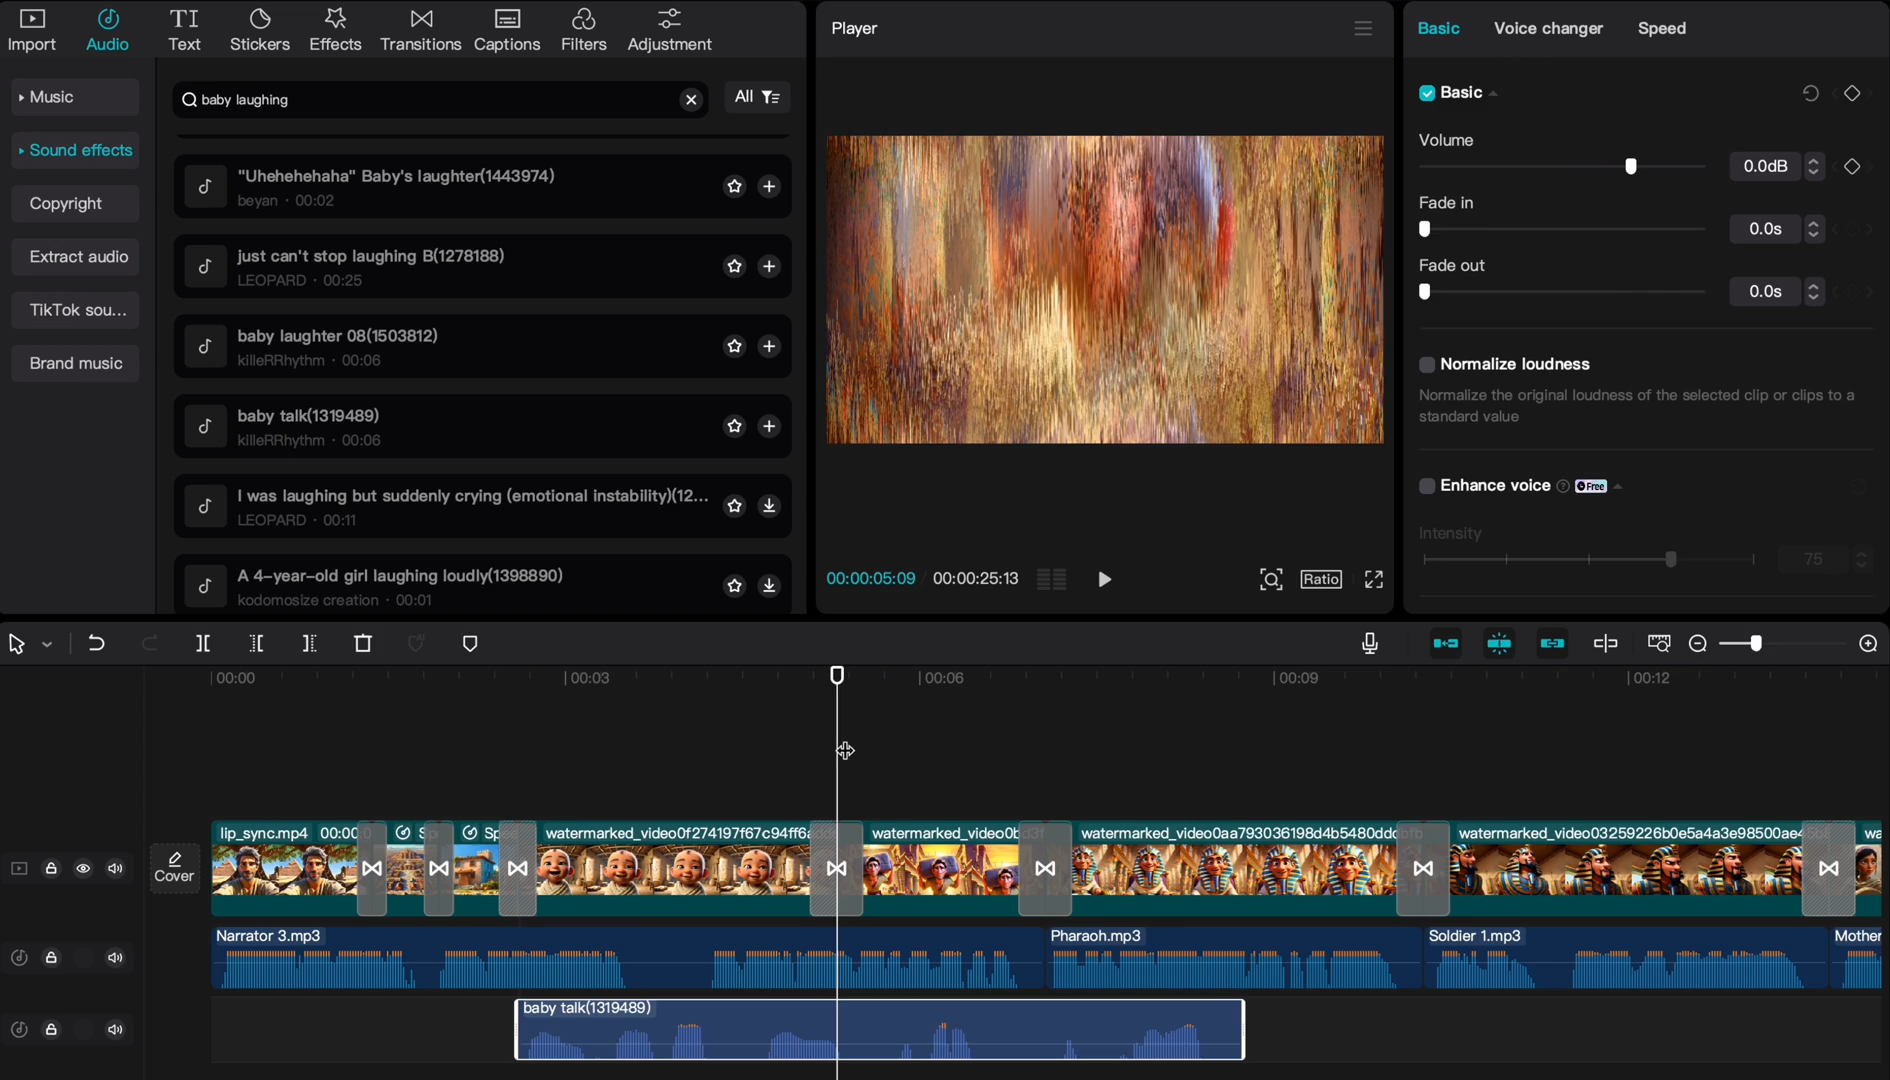 Import
Audio
TI
Text
Stickers
Effects
Transitions
Captions
Filters
Adjustment
Music
Sound effects
Copyright
Extract audio
TikTok sou...
Brand music
baby laughing
All
"Uhehehehaha" Baby's laughter(1443974)
beyan · 00:02
just can't stop laughing B(1278188)
LEOPARD · 00:25
baby laughter 08(1503812)
killeRRhythm · 00:06
baby talk(1319489)
killeRRhythm · 00:06
I was laughing but suddenly crying (emotional instability)(12...
LEOPARD · 00:11
A 4-year-old girl laughing loudly(1398890)
kodomosize creation · 00:01
Player
00:00:05:09
00:00:25:13
Ratio
Basic
Voice changer
Speed
Basic
Volume
0.0dB
Fade in
0.0s
Fade out
0.0s
Normalize loudness
Normalize the original loudness of the selected clip or clips to a
standard value
Enhance voice
Free
Intensity
75
00:00
00:03
00:06
00:09
00:12
Cover
lip_sync.mp4 00:00
watermarked_video0f274197f67c94ff6a
watermarked_video0
watermarked_video0aa793036198d4b5480dd
watermarked_video03259226b0e5a4a3e98500ae4
wa
Narrator 3.mp3
Pharaoh.mp3
Soldier 1.mp3
Mother
baby talk(1319489)